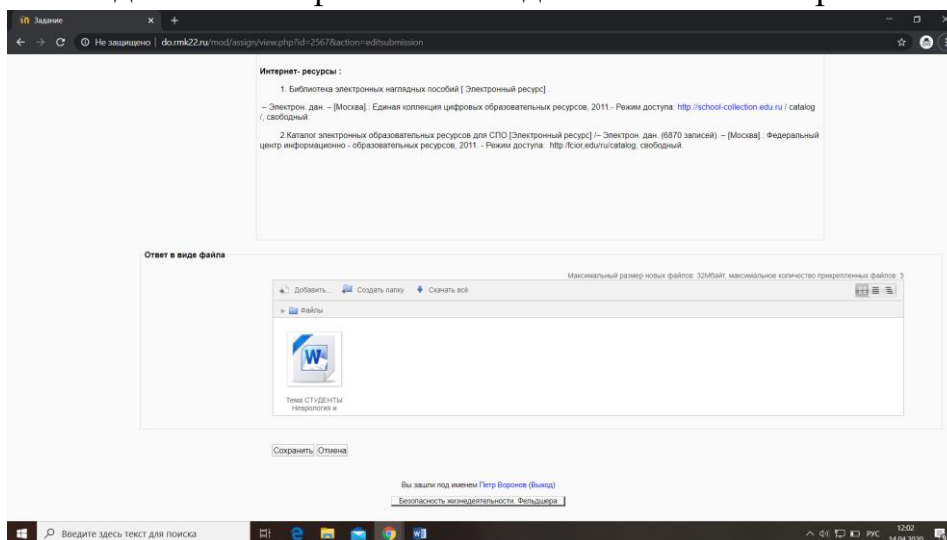 Задание
Не защищено | do.rmk22.ru/mod/assign/view.php?id=2567&action=editsubmission
Интернет- ресурсы :
1. Библиотека электронных наглядных пособий [ Электронный ресурс] .
– Электрон. дан. – [Москва].: Единая коллекция цифровых образовательных ресурсов, 2011.- Режим доступа: http://school-collection.edu.ru / catalog
/, свободный.
2.Каталог электронных образовательных ресурсов для СПО [Электронный ресурс] /– Электрон. дан. (6870 записей). – [Москва].: Федеральный
центр информационно - образовательных ресурсов, 2011. - Режим доступа: http:/fcior,edu/ru/catalog, свободный.
Ответ в виде файла
Максимальный размер новых файлов: 32Мбайт, максимальное количество прикрепленных файлов: 3
Добавить... Создать папку Скачать всё
Файлы
Тема СТУДЕНТЫ
Неврология и
Сохранить Отмена
Вы зашли под именем Петр Воронов (Выход)
Безопасность жизнедеятельности. Фельдшера
Введите здесь текст для поиска
РУС
12:02
14.04.2020